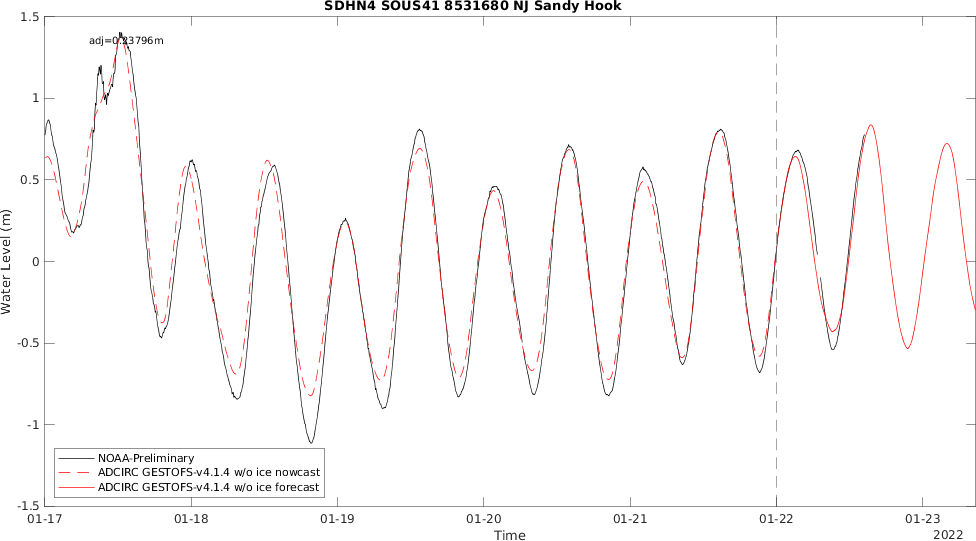 SDHN4 SOUS41 8531680 NJ Sandy Hook
adj=0.23796m
1.5
1
0.5
0
-0.5
-1
-1.5
Water Level (m)
NOAA-Preliminary
ADCIRC GESTOFS-v4.1.4 w/o ice nowcast
ADCIRC GESTOFS-v4.1.4 w/o ice forecast
01-17 01-18 01-19 01-20 01-21 01-22 01-23
Time
2022